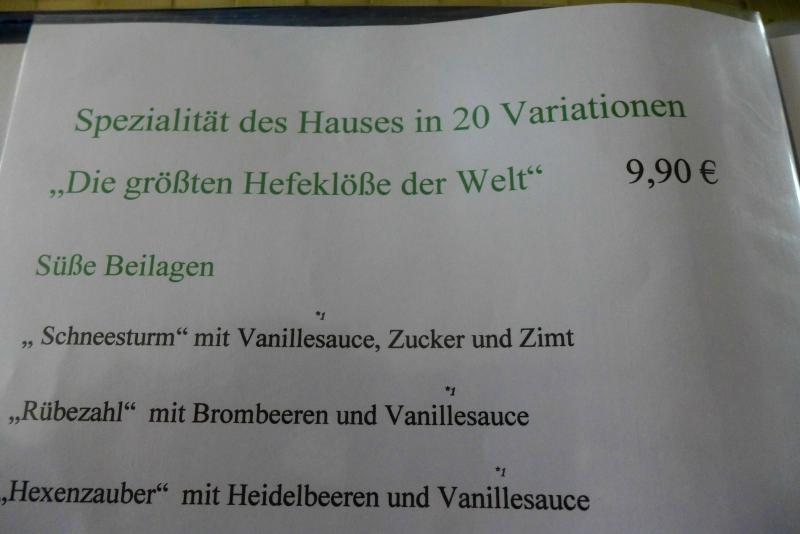 Spezialität des Hauses in 20 Variationen
„Die größten Hefeklöße der Welt“ 9,90 €
Süße Beilagen
„ Schneesturm“ mit Vanillesauce, *1 Zucker und Zimt
„Rübezahl“ mit Brombeeren und Vanillesauce *1
„Hexenzauber“ mit Heidelbeeren und Vanillesauce *1